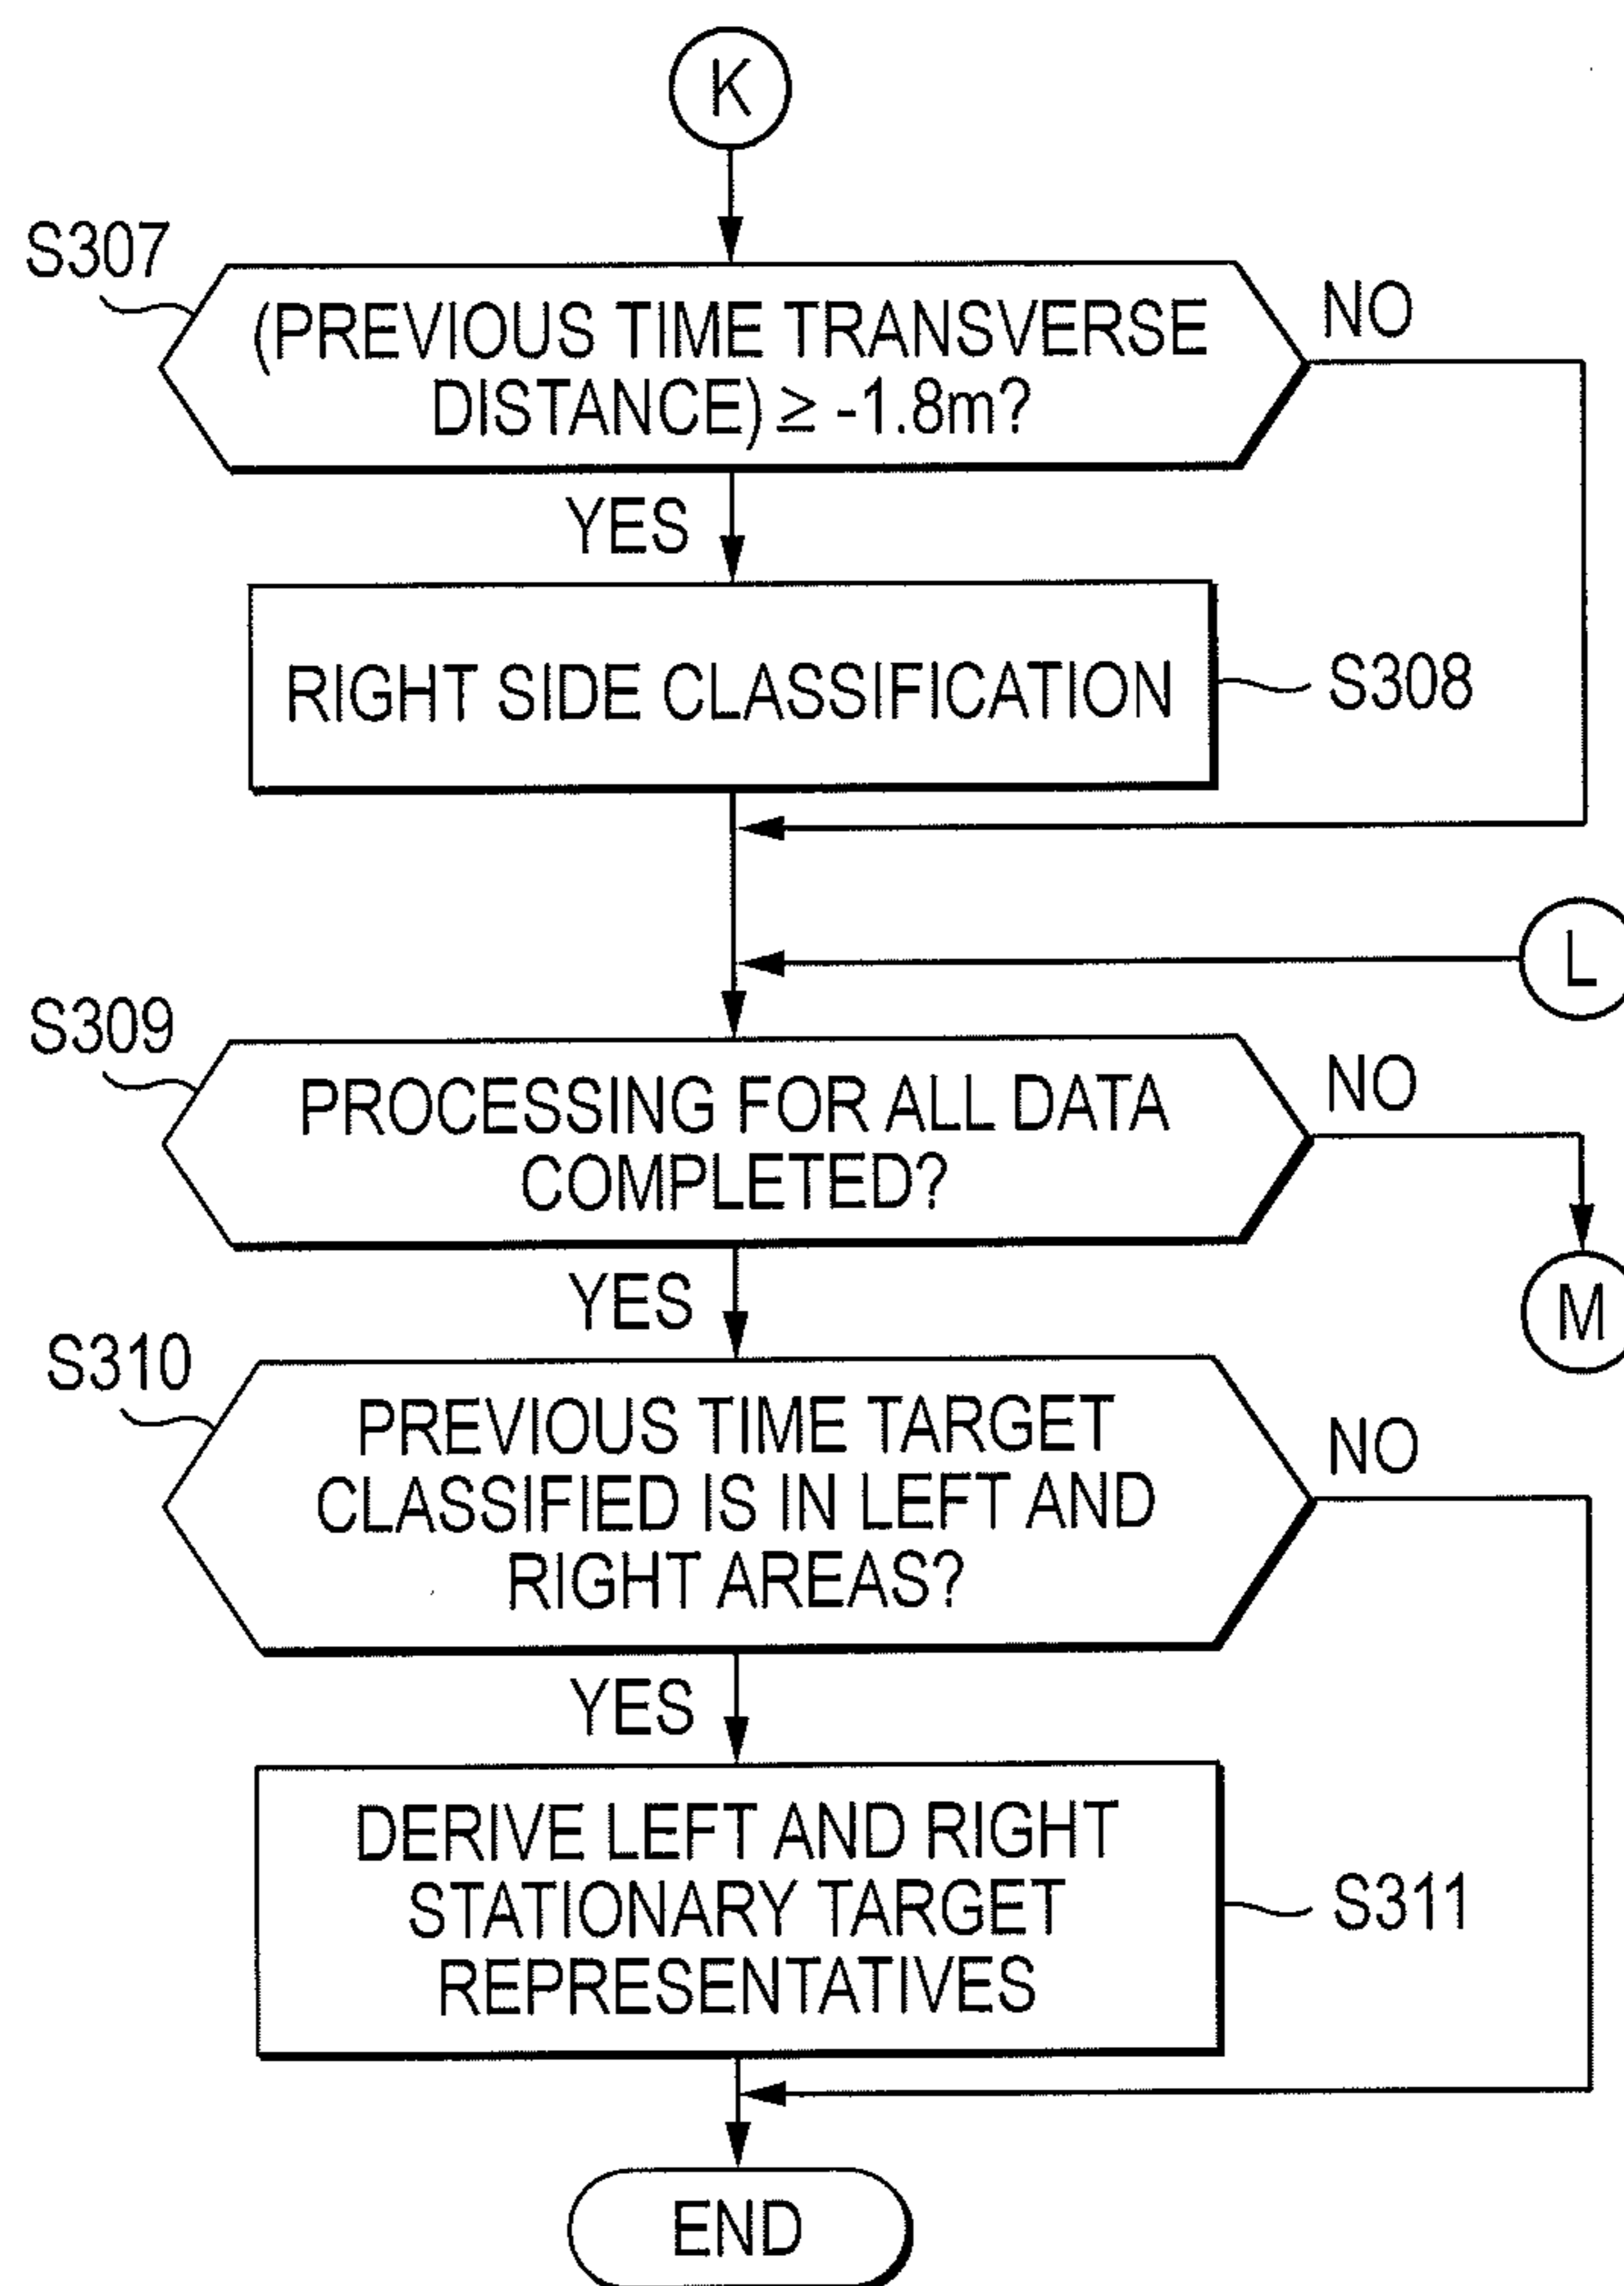 K
S307
(PREVIOUS TIME TRANSVERSE
DISTANCE) ≥ -1.8m?
NO
YES
RIGHT SIDE CLASSIFICATION
S308
L
S309
PROCESSING FOR ALL DATA
COMPLETED?
NO
M
YES
S310
PREVIOUS TIME TARGET
CLASSIFIED IS IN LEFT AND
RIGHT AREAS?
NO
YES
DERIVE LEFT AND RIGHT
STATIONARY TARGET
REPRESENTATIVES
S311
END